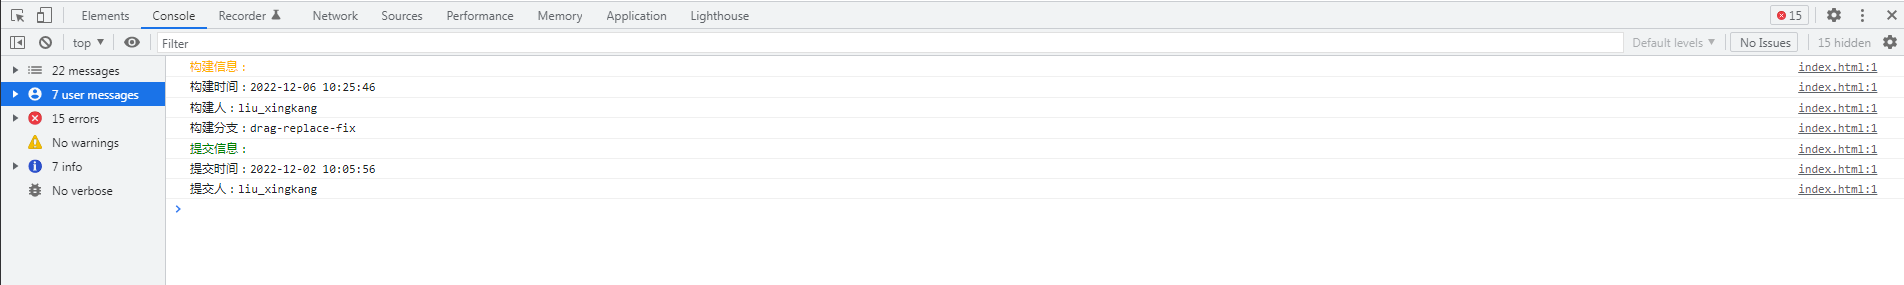 Elements Console Recorder Network Sources Performance Memory Application Lighthouse 15
top Filter Default levels No Issues 15 hidden
22 messages
7 user messages
15 errors
No warnings
7 info
No verbose
构建信息： index.html:1
构建时间：2022-12-06 10:25:46 index.html:1
构建人：liu_xingkang index.html:1
构建分支：drag-replace-fix index.html:1
提交信息： index.html:1
提交时间：2022-12-02 10:05:56 index.html:1
提交人：liu_xingkang index.html:1